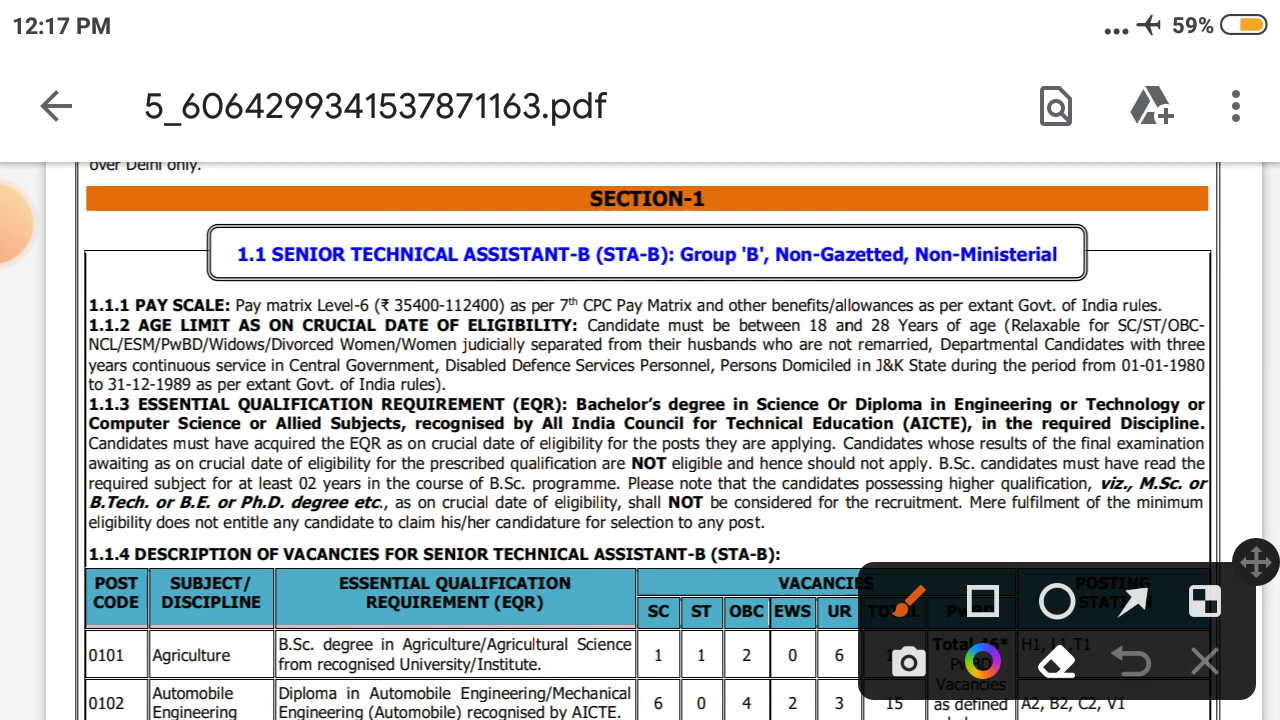 12:17 PM
... 59%
5_6064299341537871163.pdf
over Delhi only.
SECTION-1
1.1 SENIOR TECHNICAL ASSISTANT-B (STA-B): Group 'B', Non-Gazetted, Non-Ministerial
1.1.1 PAY SCALE: Pay matrix Level-6 (₹ 35400-112400) as per 7th CPC Pay Matrix and other benefits/allowances as per extant Govt. of India rules.
1.1.2 AGE LIMIT AS ON CRUCIAL DATE OF ELIGIBILITY: Candidate must be between 18 and 28 Years of age (Relaxable for SC/ST/OBC-
NCL/ESM/PwBD/Widows/Divorced Women/Women judicially separated from their husbands who are not remarried, Departmental Candidates with three
years continuous service in Central Government, Disabled Defence Services Personnel, Persons Domiciled in J&K State during the period from 01-01-1980
to 31-12-1989 as per extant Govt. of India rules).
1.1.3 ESSENTIAL QUALIFICATION REQUIREMENT (EQR): Bachelor's degree in Science Or Diploma in Engineering or Technology or
Computer Science or Allied Subjects, recognised by All India Council for Technical Education (AICTE), in the required Discipline.
Candidates must have acquired the EQR as on crucial date of eligibility for the posts they are applying. Candidates whose results of the final examination
awaiting as on crucial date of eligibility for the prescribed qualification are NOT eligible and hence should not apply. B.Sc. candidates must have read the
required subject for at least 02 years in the course of B.Sc. programme. Please note that the candidates possessing higher qualification, viz., M.Sc. or
B.Tech. or B.E. or Ph.D. degree etc., as on crucial date of eligibility, shall NOT be considered for the recruitment. Mere fulfilment of the minimum
eligibility does not entitle any candidate to claim his/her candidature for selection to any post.
1.1.4 DESCRIPTION OF VACANCIES FOR SENIOR TECHNICAL ASSISTANT-B (STA-B):
POST CODE SUBJECT/ DISCIPLINE ESSENTIAL QUALIFICATION REQUIREMENT (EQR) VACANCIES POSTING
SC ST OBC EWS UR
0101 Agriculture B.Sc. degree in Agriculture/Agricultural Science 1 1 2 0 6
from recognised University/Institute.
PwBD
Vacancies
0102 Automobile Diploma in Automobile Engineering/Mechanical 6 0 4 2 3 15 as defined A2, B2, C2, V1
Engineering Engineering (Automobile) recognised by AICTE.